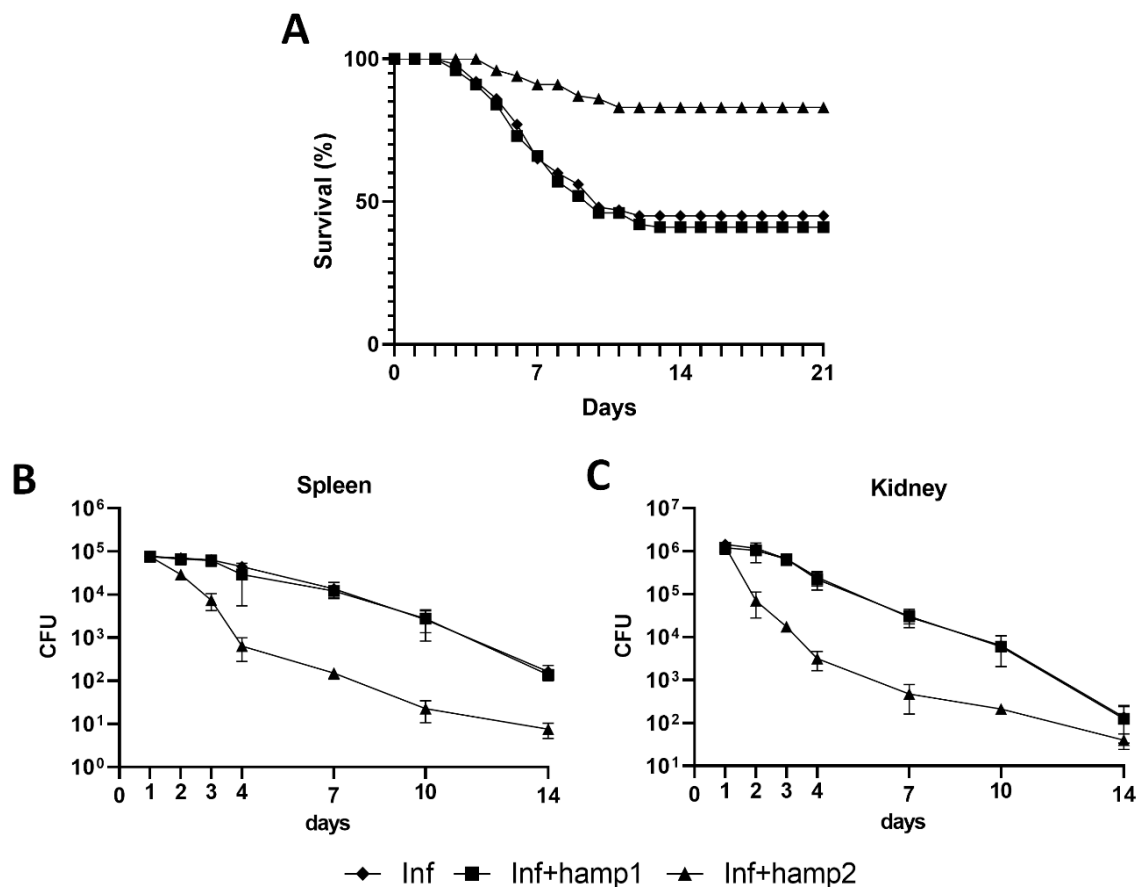 A
Survival (%)
100
50
0
0 7 14 21
Days
B
Spleen
CFU
10⁶
10⁵
10⁴
10³
10²
10¹
10⁰
0 1 2 3 4 7 10 14
days
C
Kidney
CFU
10⁷
10⁶
10⁵
10⁴
10³
10²
10¹
0 1 2 3 4 7 10 14
days
Inf Inf+hamp1 Inf+hamp2